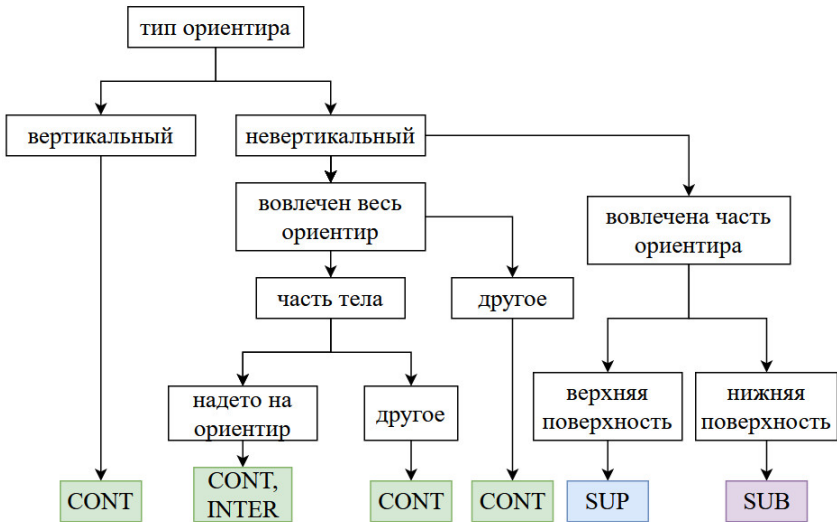 тип ориентира
вертикальный
невертикальный
вовлечен весь
ориентир
вовлечена часть
ориентира
часть тела
другое
надето на
ориентир
другое
верхняя
поверхность
нижняя
поверхность
CONT
CONT,
INTER
CONT
CONT
SUP
SUB